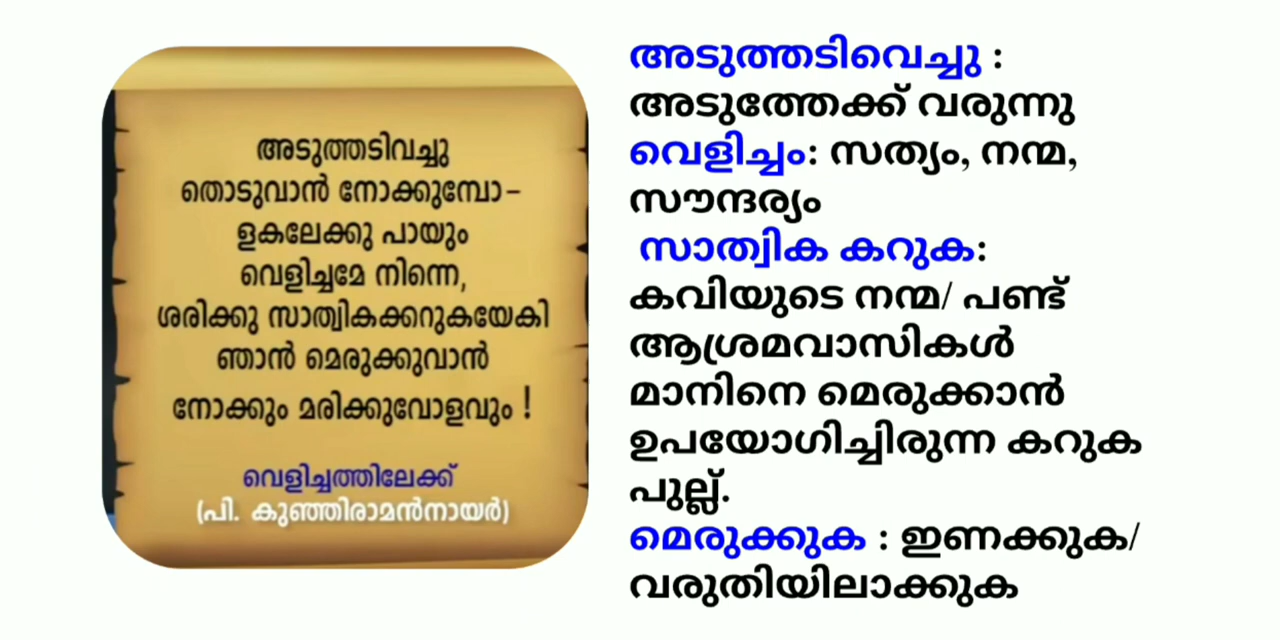 അടുത്തടിവച്ചു
തൊടുവാൻ നോക്കുമ്പോ-
ളകലേക്കു പായും
വെളിച്ചമേ നിന്നെ,
ശരിക്കു സാത്വികക്കറുകയേകി
ഞാൻ മെരുക്കുവാൻ
നോക്കും മരിക്കുവോളവും !
വെളിച്ചത്തിലേക്ക്
(പി. കുഞ്ഞിരാമൻനായർ)
അടുത്തടിവെച്ചു :
അടുത്തേക്ക് വരുന്നു
വെളിച്ചം: സത്യം, നന്മ,
സൗന്ദര്യം
സാത്വിക കറുക:
കവിയുടെ നന്മ/ പണ്ട്
ആശ്രമവാസികൾ
മാനിനെ മെരുക്കാൻ
ഉപയോഗിച്ചിരുന്ന കറുക
പുല്ല്.
മെരുക്കുക : ഇണക്കുക/
വരുതിയിലാക്കുക